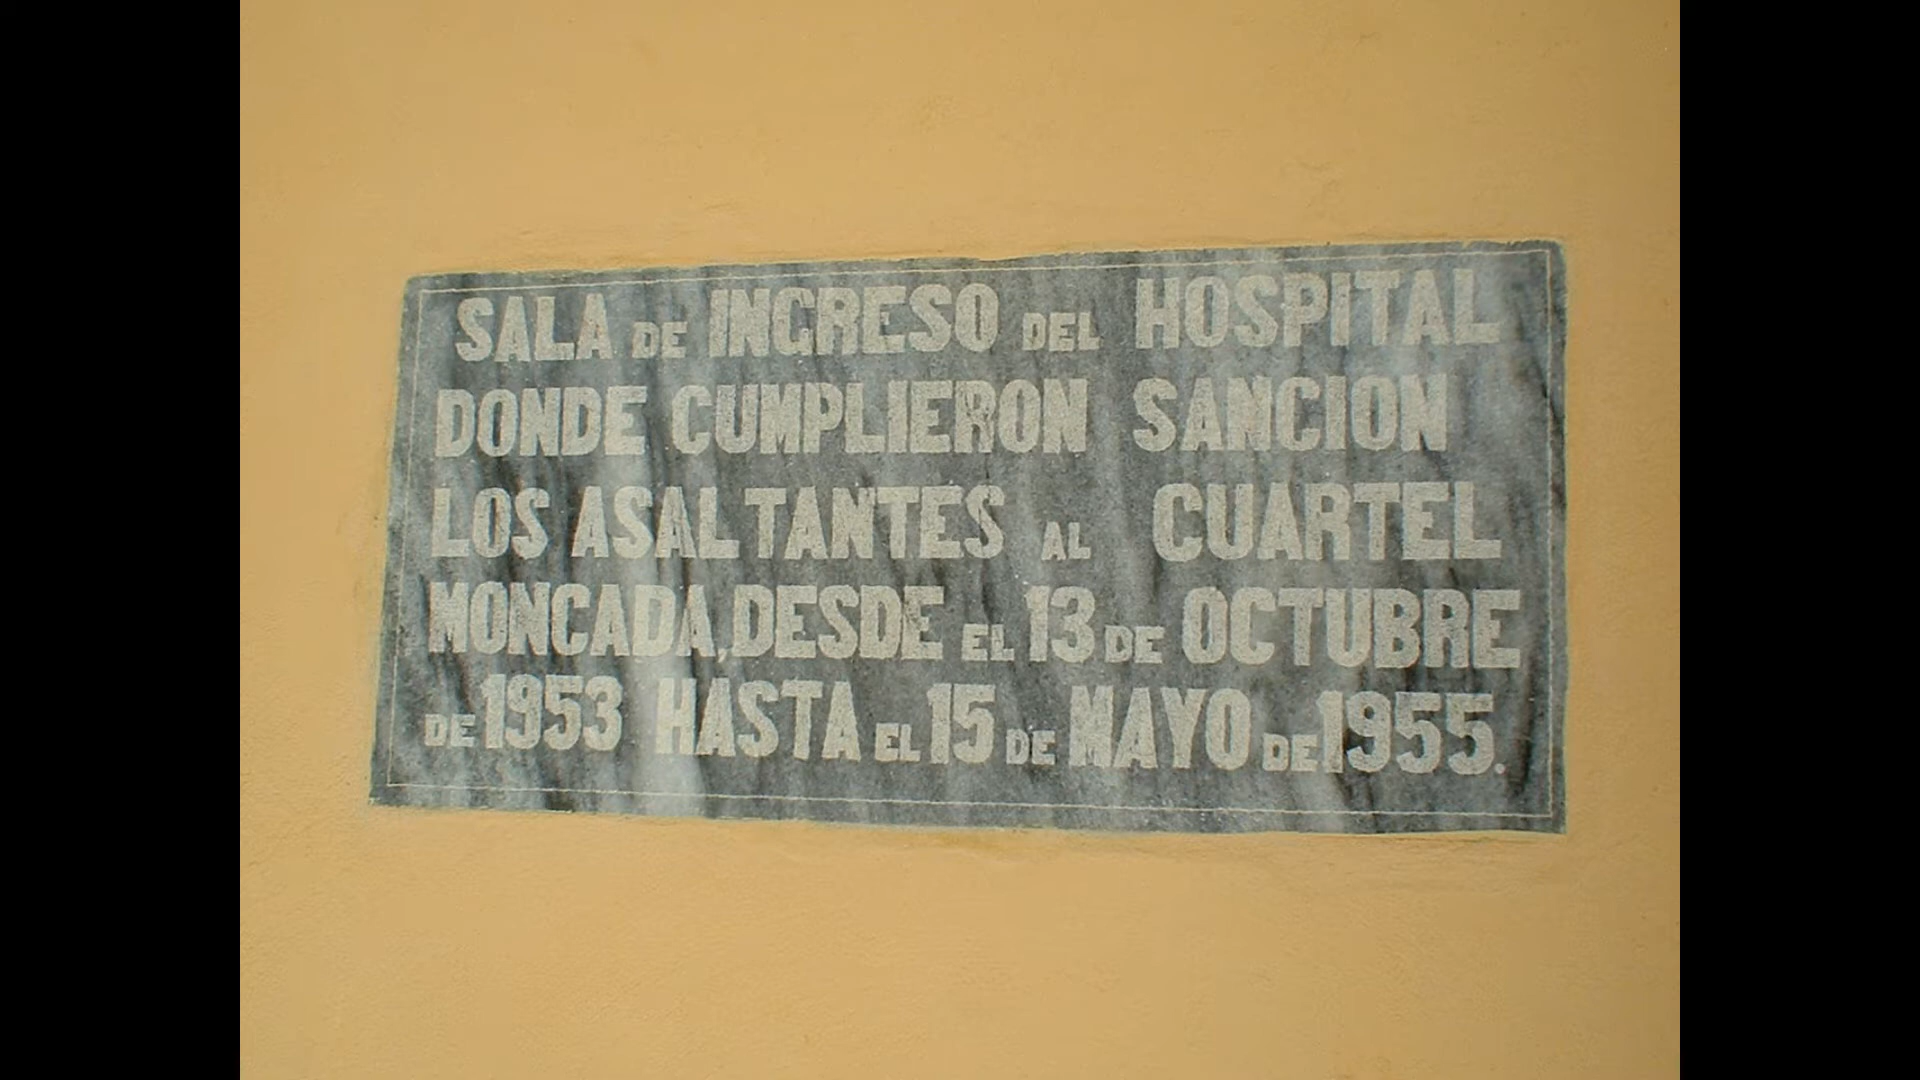 SALA DE INGRESO DEL HOSPITAL
DONDE CUMPLIERON SANCION
LOS ASALTANTES AL CUARTEL
MONCADA, DESDE EL 13 DE OCTUBRE
DE 1953 HASTA EL 15 DE MAYO DE 1955.